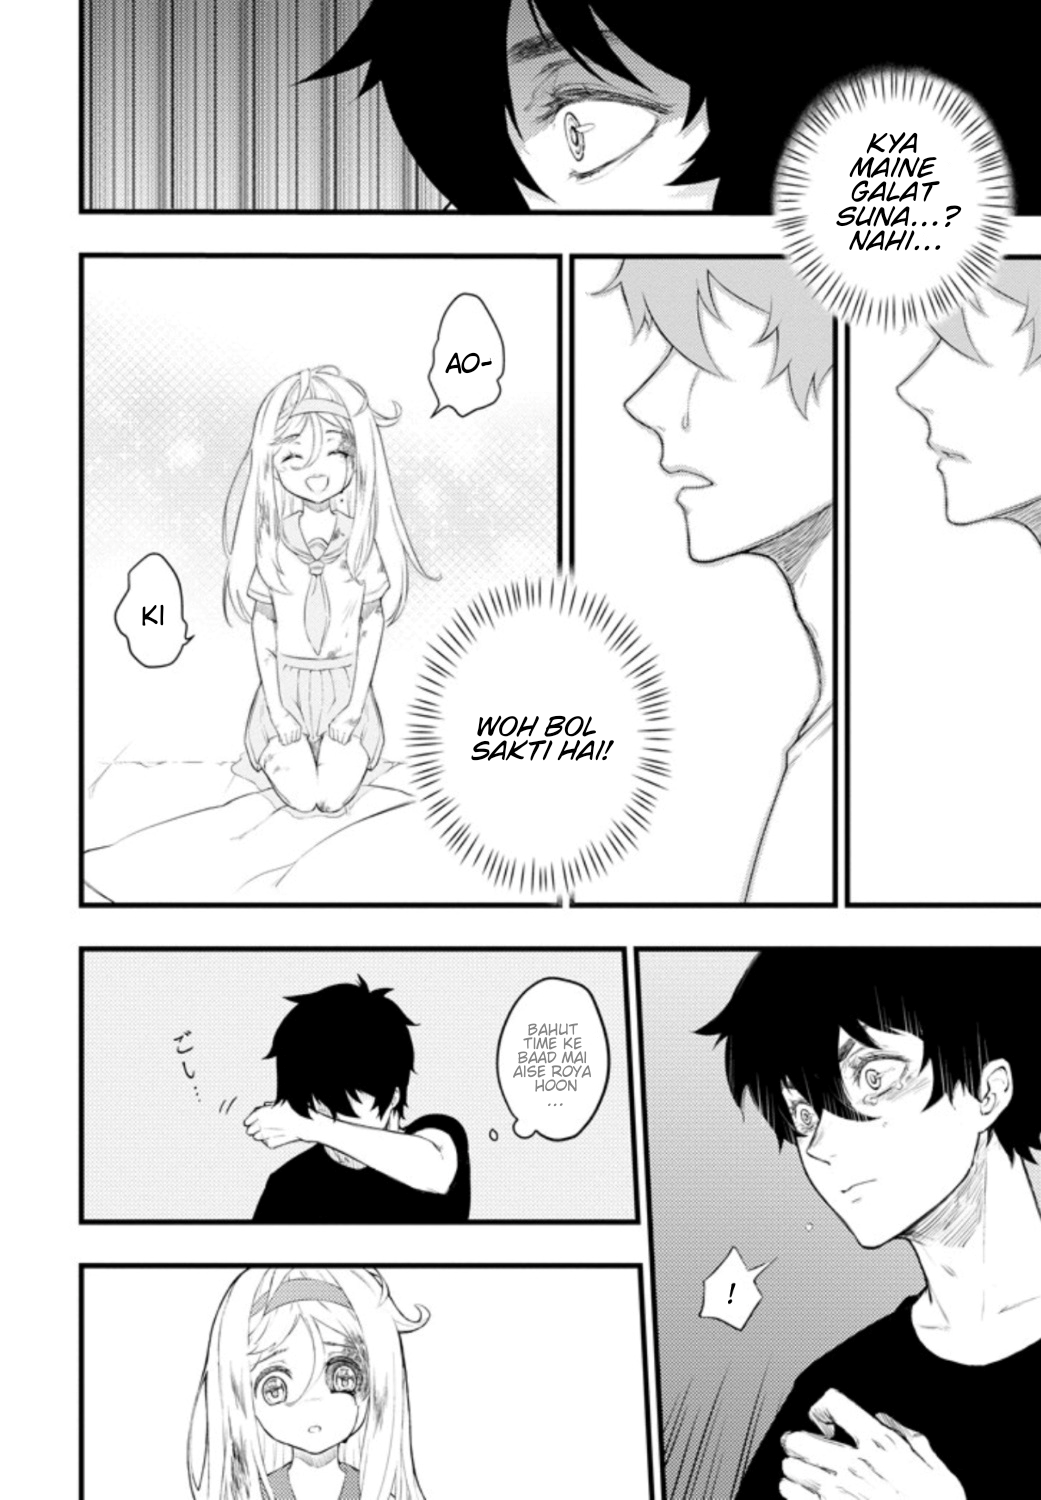 KYA
MAINE
GALAT
SUNA...?
NAHI...
AO-
KI
WOH BOL
SAKTI HAI!
!
BAHUT
TIME KE
BAAD MAI
AISE ROYA
HOON
...
ごし...